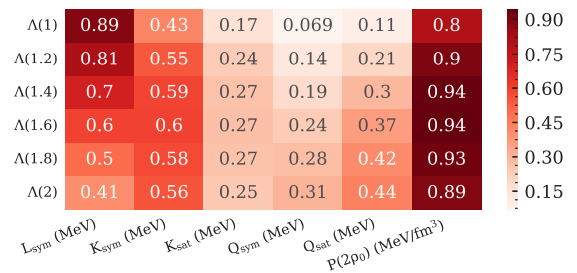 Λ(1) 0.89 0.43 0.17 0.069 0.11 0.8
Λ(1.2) 0.81 0.55 0.24 0.14 0.21 0.9
Λ(1.4) 0.7 0.59 0.27 0.19 0.3 0.94
Λ(1.6) 0.6 0.6 0.27 0.24 0.37 0.94
Λ(1.8) 0.5 0.58 0.27 0.28 0.42 0.93
Λ(2) 0.41 0.56 0.25 0.31 0.44 0.89
L_sym (MeV) K_sym (MeV) K_sat (MeV) Q_sym (MeV) Q_sat (MeV) P(2ρ₀) (MeV/fm³)
0.90
0.75
0.60
0.45
0.30
0.15